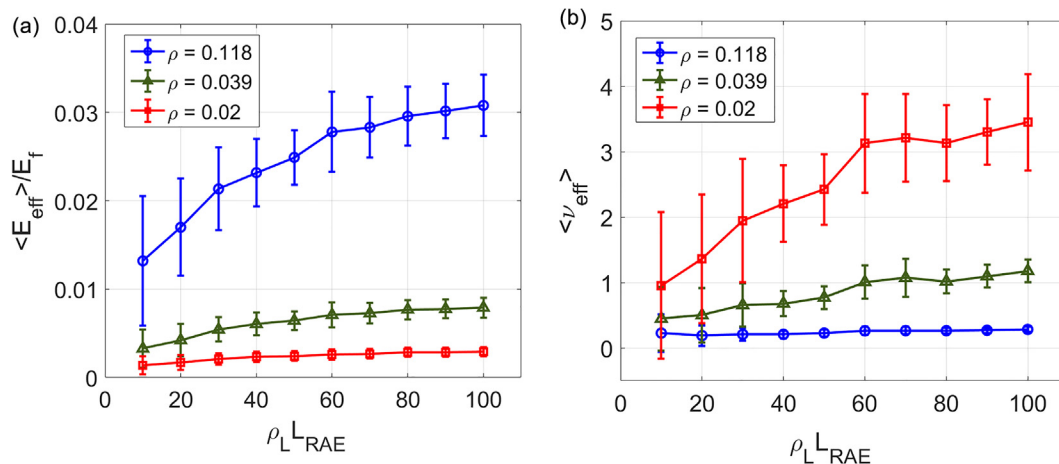 (a)
0.04
0.03
0.02
0.01
0
<E_eff>/E_f
ρ = 0.118
ρ = 0.039
ρ = 0.02
0 20 40 60 80 100
ρ_L L_RAE
(b)
5
4
3
2
1
0
<ν_eff>
ρ = 0.118
ρ = 0.039
ρ = 0.02
0 20 40 60 80 100
ρ_L L_RAE